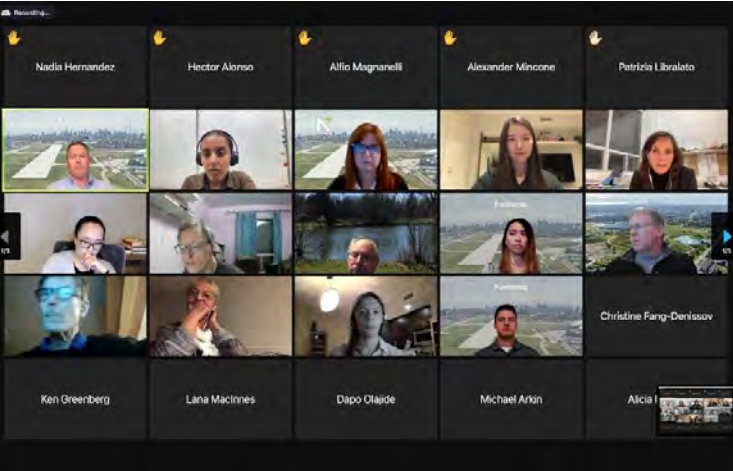 Recording...
Nadia Hernandez
Hector Alonso
Alfio Magnanelli
Alexander Mincone
Patrizia Libralato
Christine Fang-Denissov
Ken Greenberg
Lana MacInnes
Dapo Olajide
Michael Arkin
Alicia